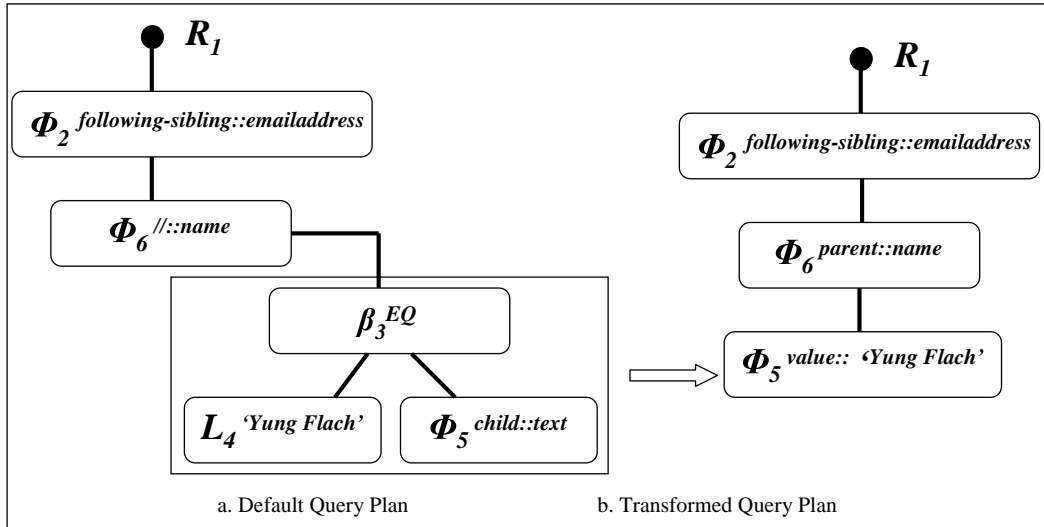 R1
Φ2 following-sibling::emailaddress
Φ6 //::name
β3 EQ
L4 ‘Yung Flach’
Φ5 child::text
a. Default Query Plan
R1
Φ2 following-sibling::emailaddress
Φ6 parent::name
Φ5 value:: ‘Yung Flach’
b. Transformed Query Plan